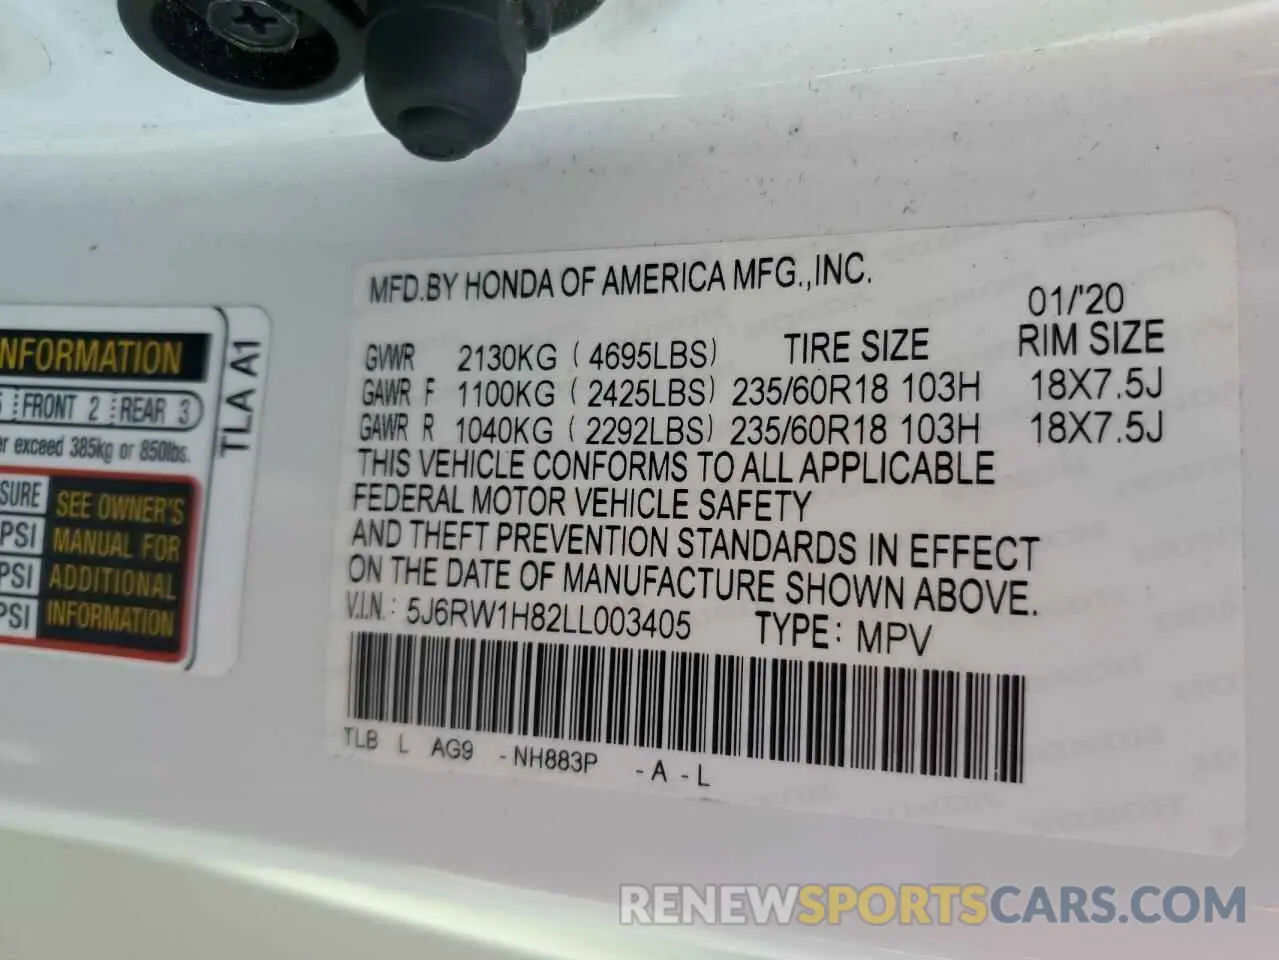 MFD.BY HONDA OF AMERICA MFG.,INC.
01/'20
GVWR 2130KG ( 4695LBS) TIRE SIZE RIM SIZE
GAWR F 1100KG ( 2425LBS) 235/60R18 103H 18X7.5J
GAWR R 1040KG ( 2292LBS) 235/60R18 103H 18X7.5J
THIS VEHICLE CONFORMS TO ALL APPLICABLE
FEDERAL MOTOR VEHICLE SAFETY
AND THEFT PREVENTION STANDARDS IN EFFECT
ON THE DATE OF MANUFACTURE SHOWN ABOVE.
V.I.N.: 5J6RW1H82LL003405 TYPE: MPV
TLB L AG9 -NH883P -A -L
NFORMATION
5 FRONT 2 REAR 3
er exceed 385kg or 850lbs.
SURE
PSI
PSI
PSI
SEE OWNER'S
MANUAL FOR
ADDITIONAL
INFORMATION
TLA A1
RENEWSPORTSCARS.COM